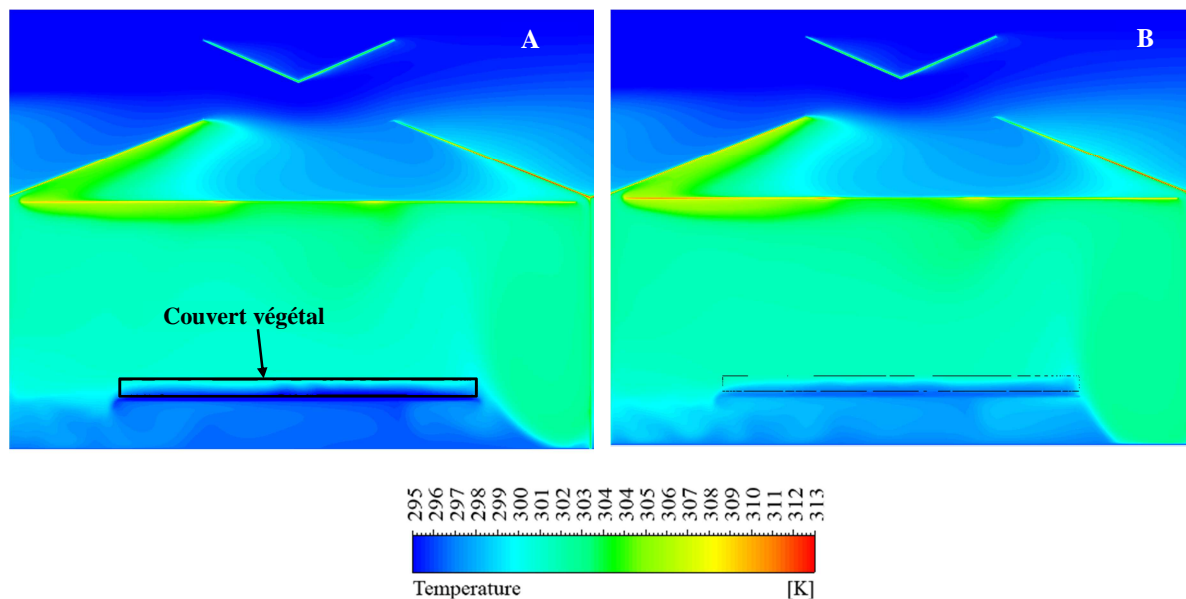 A
B
Couvert végétal
295 296 297 298 299 300 301 302 303 304 304 305 306 307 308 309 310 311 312 313
Temperature [K]